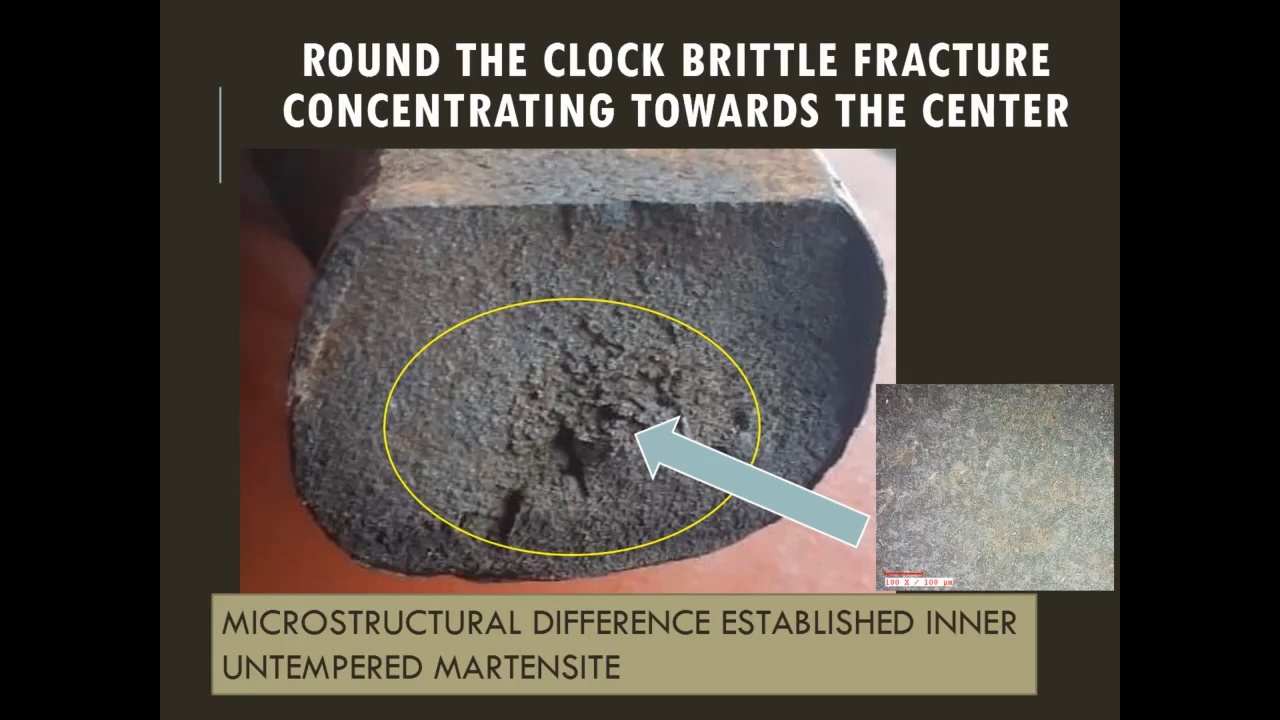 ROUND THE CLOCK BRITTLE FRACTURE
CONCENTRATING TOWARDS THE CENTER
100 X / 100 µm
MICROSTRUCTURAL DIFFERENCE ESTABLISHED INNER
UNTEMPERED MARTENSITE